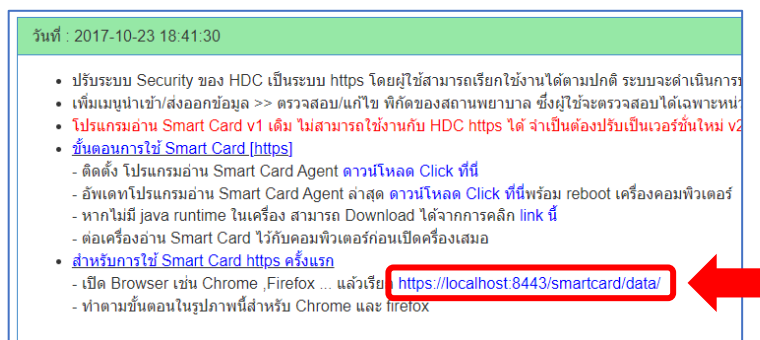 วันที่ : 2017-10-23 18:41:30
• ปรับระบบ Security ของ HDC เป็นระบบ https โดยผู้ใช้สามารถเรียกใช้งานได้ตามปกติ ระบบจะดำเนินการ
• เพิ่มเมนูนำเข้า/ส่งออกข้อมูล >> ตรวจสอบ/แก้ไข พิกัดของสถานพยาบาล ซึ่งผู้ใช้จะตรวจสอบได้เฉพาะ
• โปรแกรมอ่าน Smart Card v1 เดิม ไม่สามารถใช้งานกับ HDC https ได้ จำเป็นต้องปรับเป็นเวอร์ชั่นใหม่ v2
• ขั้นตอนการใช้ Smart Card [https]
- ติดตั้ง โปรแกรมอ่าน Smart Card Agent ดาวน์โหลด Click ที่นี่
- อัพเดทโปรแกรมอ่าน Smart Card Agent ล่าสุด ดาวน์โหลด Click ที่นี่พร้อม reboot เครื่องคอมพิวเตอร์
- หากไม่มี java runtime ในเครื่อง สามารถ Download ได้จากการคลิก link นี้
- ต่อเครื่องอ่าน Smart Card ไว้กับคอมพิวเตอร์ก่อนเปิดครื่องเสมอ
• สำหรับการใช้ Smart Card https ครั้งแรก
- เปิด Browser เช่น Chrome ,Firefox ... แล้วเรีย https://localhost:8443/smartcard/data/
- ทำตามขั้นตอนในรูปภาพนี้สำหรับ Chrome และ firefox